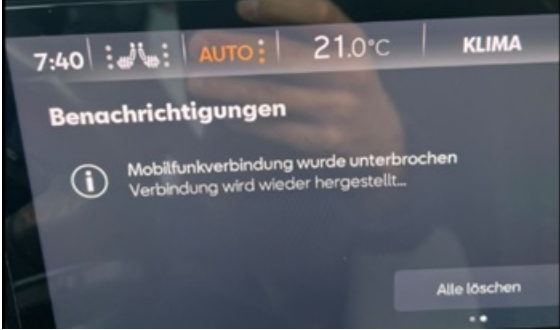 7:40 AUTO 21.0°C KLIMA
Benachrichtigungen
Mobilfunkverbindung wurde unterbrochen
Verbindung wird wieder hergestellt...
Alle löschen